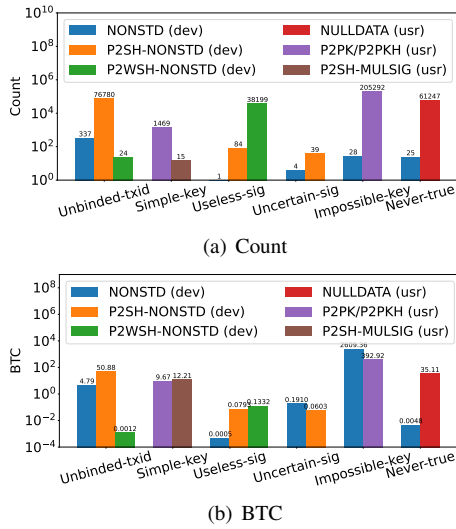 10^10
10^8
10^6
10^4
10^2
10^0
Count
NONSTD (dev)
P2SH-NONSTD (dev)
P2WSH-NONSTD (dev)
NULLDATA (usr)
P2PK/P2PKH (usr)
P2SH-MULSIG (usr)
337
76780
24
1469
15
1
84
38199
4
39
28
205292
25
61247
Unbinded-txid
Simple-key
Useless-sig
Uncertain-sig
Impossible-key
Never-true
(a) Count
10^8
10^6
10^4
10^2
10^0
10^−2
10^−4
BTC
NONSTD (dev)
P2SH-NONSTD (dev)
P2WSH-NONSTD (dev)
NULLDATA (usr)
P2PK/P2PKH (usr)
P2SH-MULSIG (usr)
4.79
50.88
0.0012
9.67
12.21
0.0005
0.0791
0.1332
0.1910
0.0603
2609.36
392.92
0.0048
35.11
Unbinded-txid
Simple-key
Useless-sig
Uncertain-sig
Impossible-key
Never-true
(b) BTC